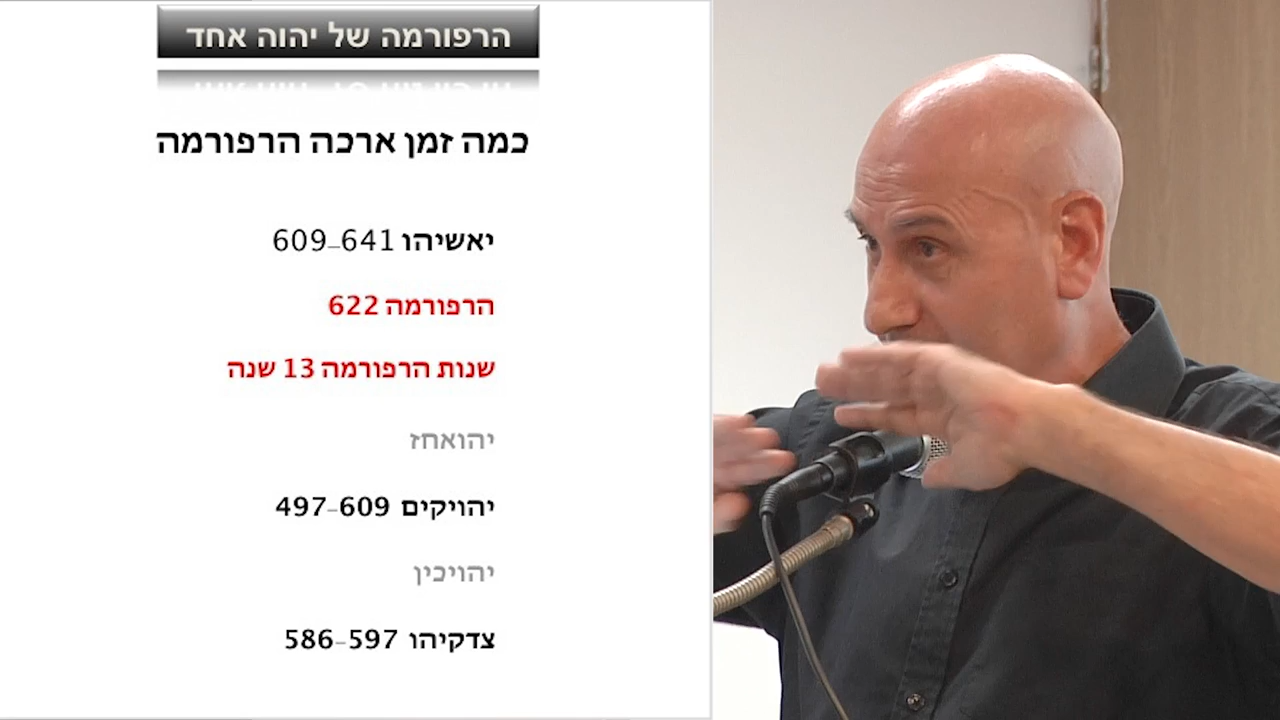 הרפורמה של יהוה אחד
כמה זמן ארכה הרפורמה
יאשיהו 641–609
הרפורמה 622
שנות הרפורמה 13 שנה
יהואחז
יהויקים 609–497
יהויכין
צדקיהו 597–586